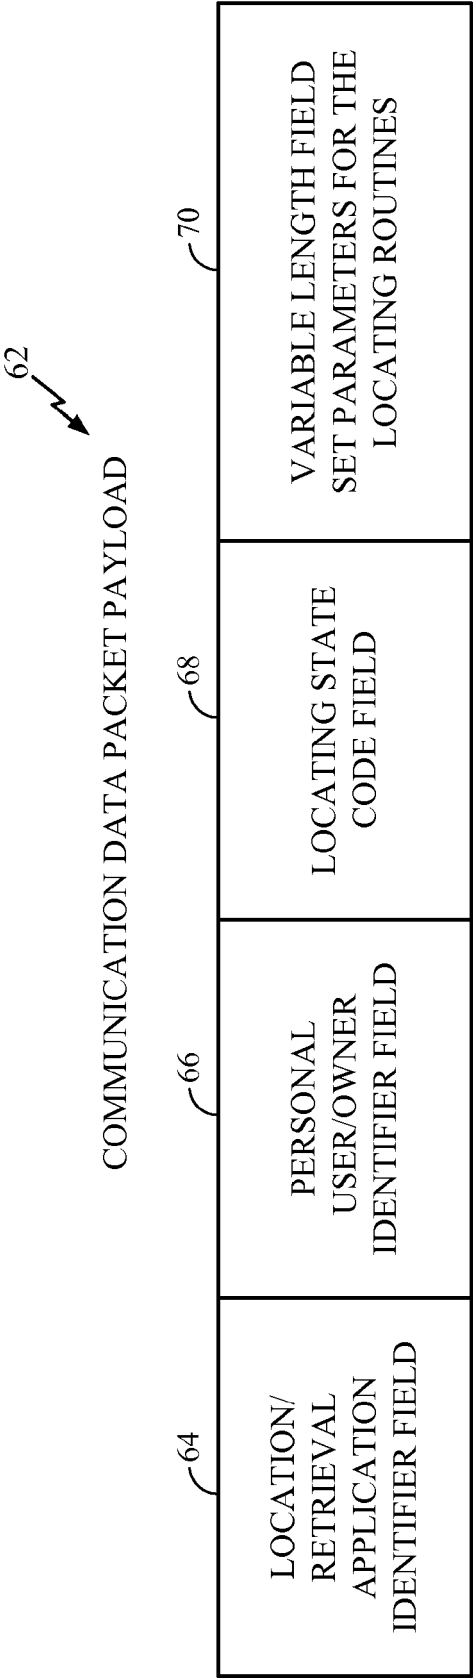 62
COMMUNICATION DATA PACKET PAYLOAD
64
66
68
70
LOCATION/
RETRIEVAL
APPLICATION
IDENTIFIER FIELD
PERSONAL
USER/OWNER
IDENTIFIER FIELD
LOCATING STATE
CODE FIELD
VARIABLE LENGTH FIELD
SET PARAMETERS FOR THE
LOCATING ROUTINES